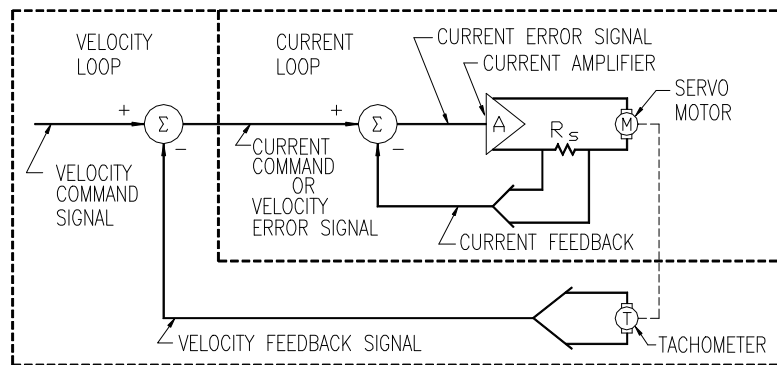 VELOCITY
LOOP
CURRENT
LOOP
CURRENT ERROR SIGNAL
CURRENT AMPLIFIER
SERVO
MOTOR
+
Σ
−
+
Σ
−
A
R s
M
VELOCITY
COMMAND
SIGNAL
CURRENT
COMMAND
OR
VELOCITY
ERROR SIGNAL
CURRENT FEEDBACK
VELOCITY FEEDBACK SIGNAL
T
TACHOMETER